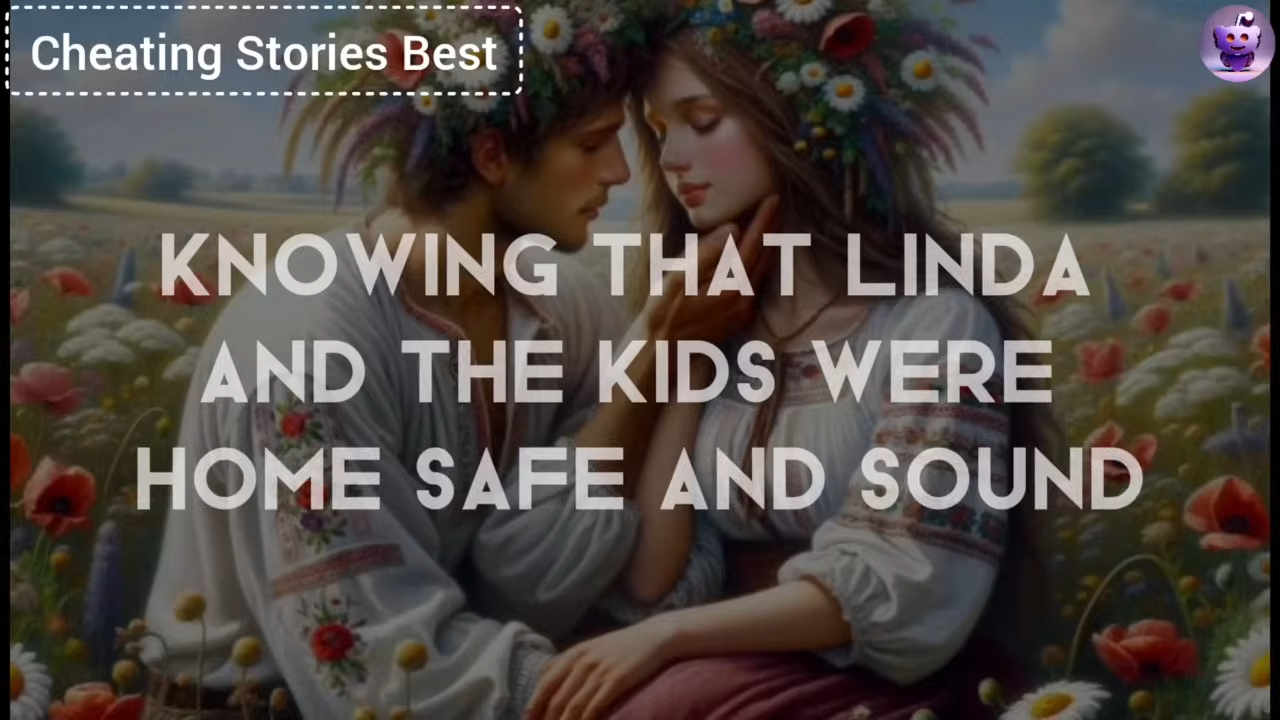 Cheating Stories Best
KNOWING THAT LINDA
AND THE KIDS WERE
HOME SAFE AND SOUND